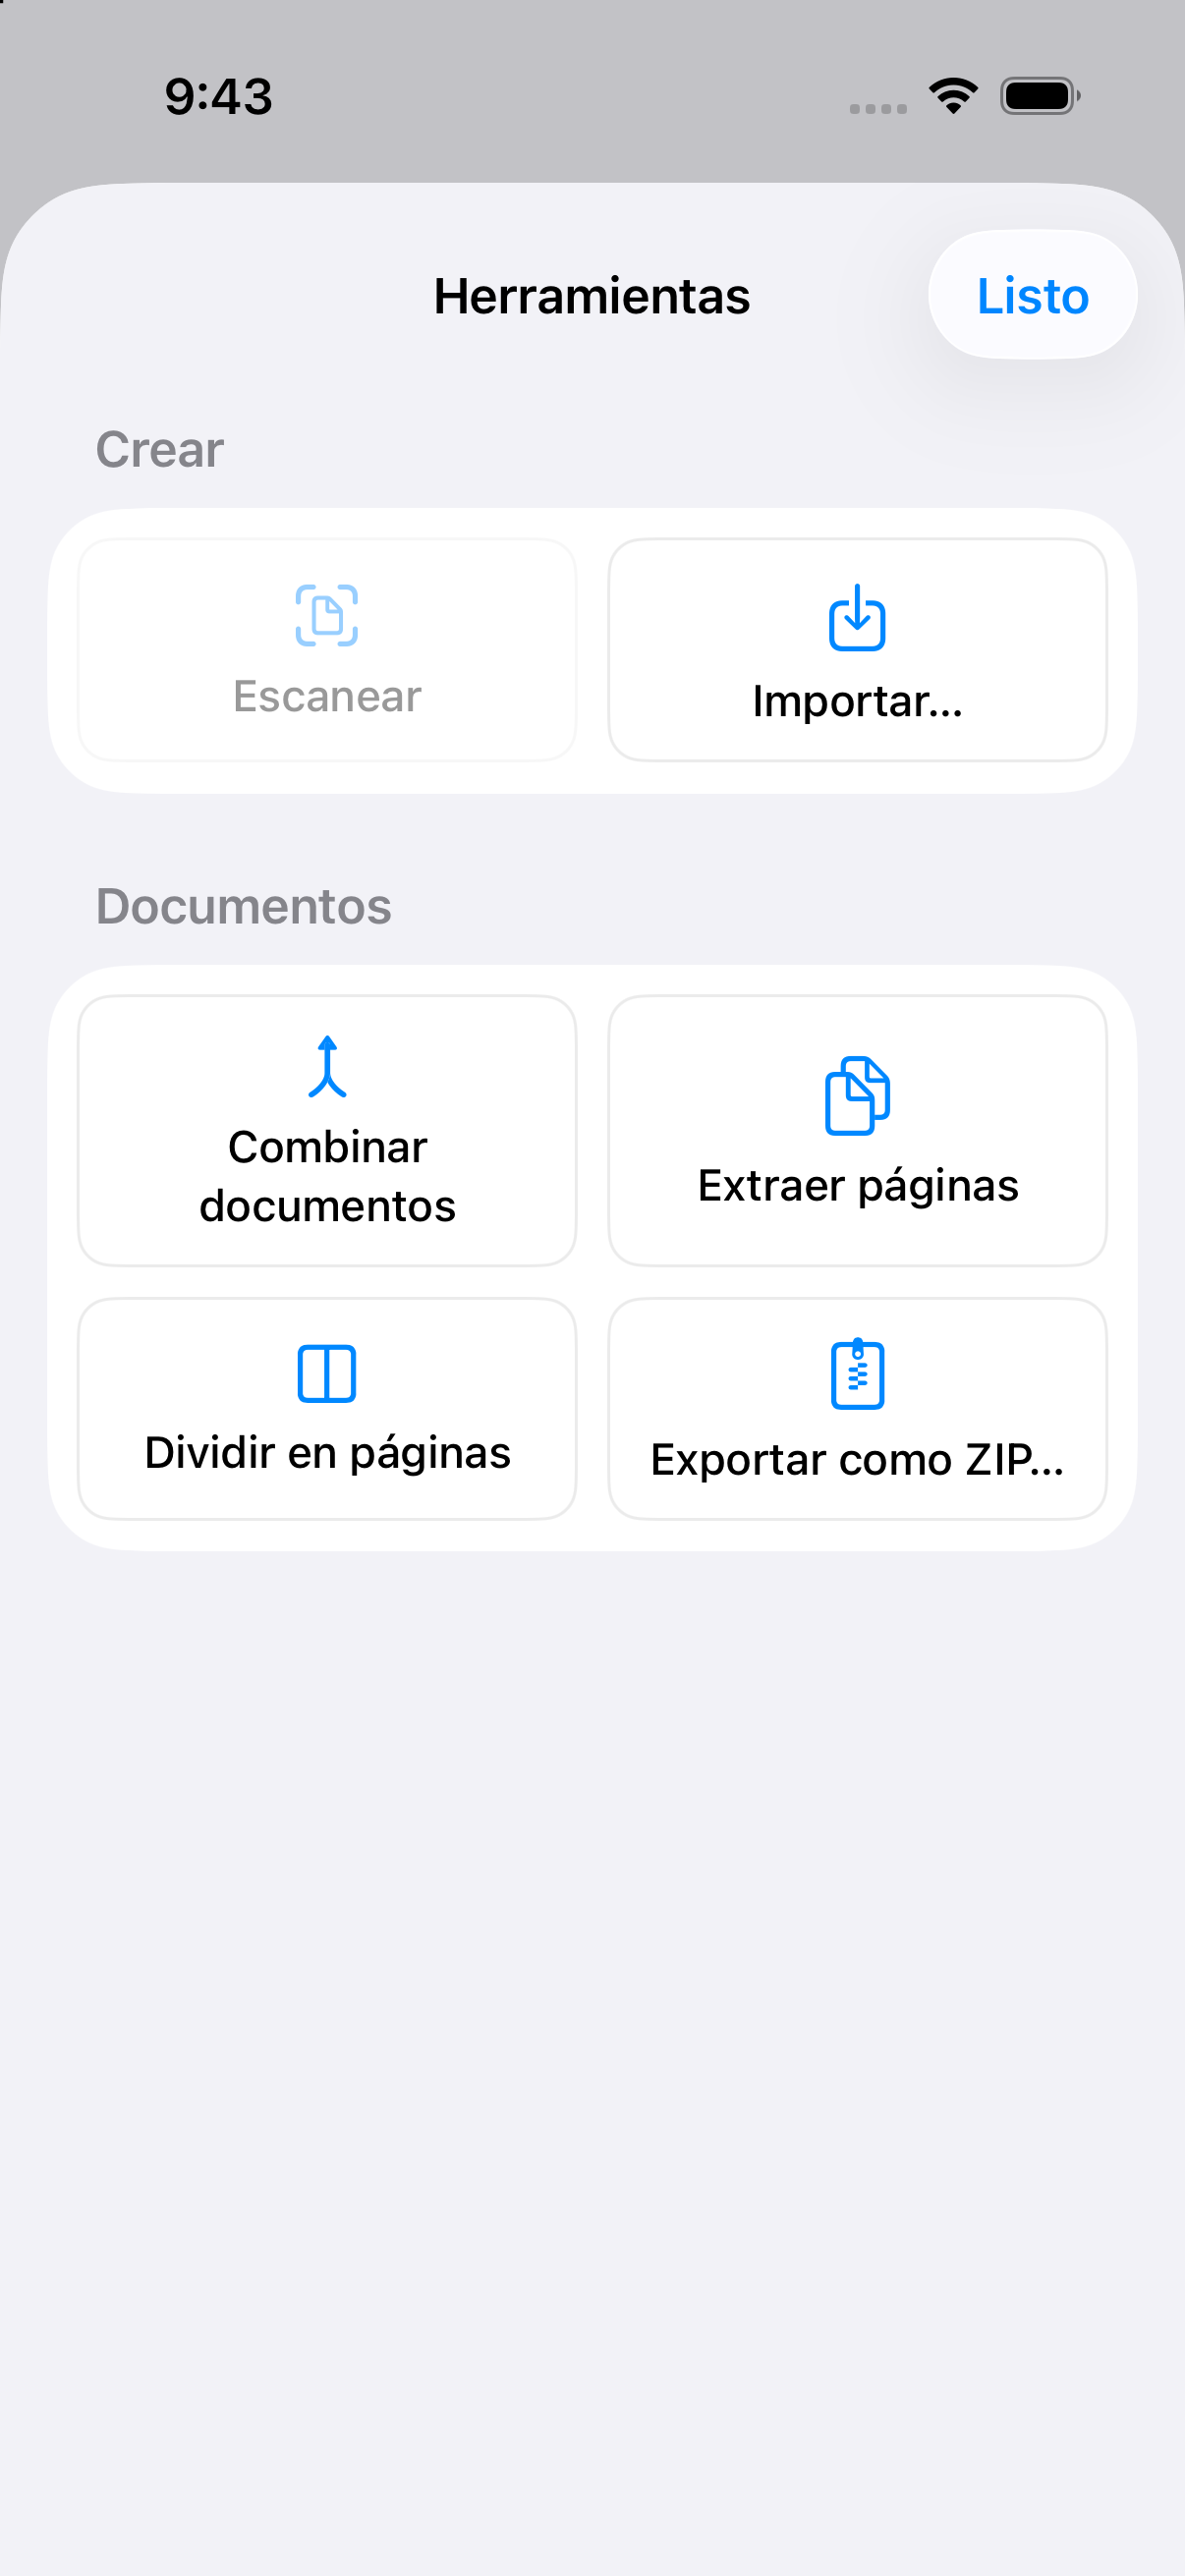 9:43
Herramientas
Listo
Crear
Escanear
Importar...
Documentos
Combinar
documentos
Extraer páginas
Dividir en páginas
Exportar como ZIP...